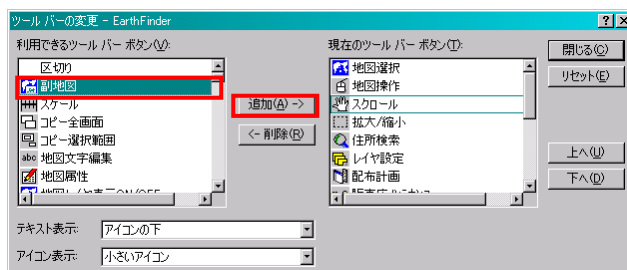 ツール バーの変更 - EarthFinder
利用できるツール バー ボタン(V):
区切り
副地図
スケール
コピー全画面
コピー選択範囲
abc 地図文字編集
地図属性
追加(A) ->
<- 削除(R)
現在のツール バー ボタン(T):
地図選択
地図操作
スクロール
拡大/縮小
住所検索
レイヤ設定
配布計画
閉じる(C)
リセット(E)
上へ(U)
下へ(D)
テキスト表示:
アイコンの下
アイコン表示:
小さいアイコン